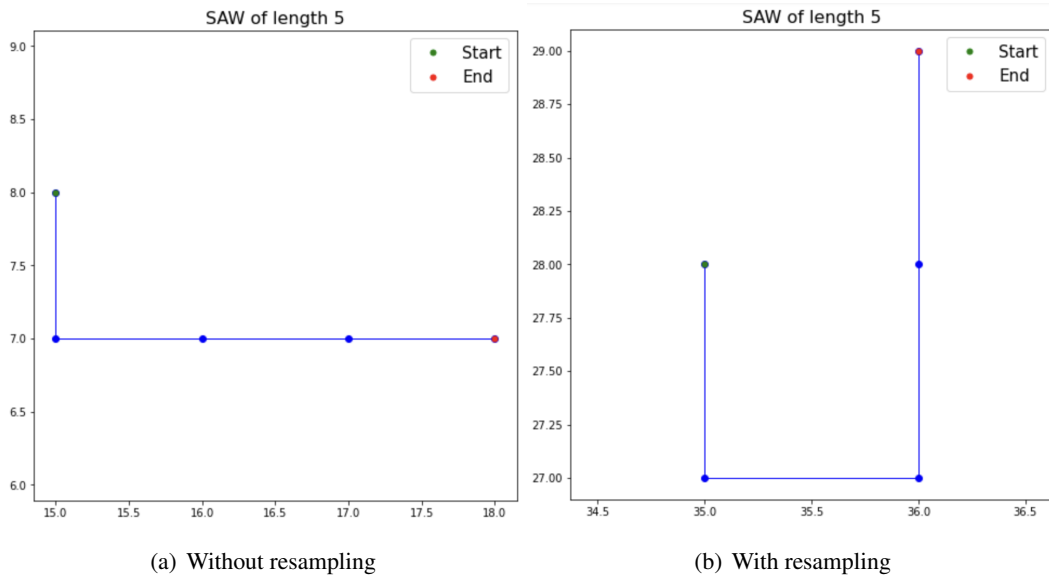 SAW of length 5
Start
End
9.0
8.5
8.0
7.5
7.0
6.5
6.0
15.0 15.5 16.0 16.5 17.0 17.5 18.0
(a) Without resampling
SAW of length 5
Start
End
29.00
28.75
28.50
28.25
28.00
27.75
27.50
27.25
27.00
34.5 35.0 35.5 36.0 36.5
(b) With resampling